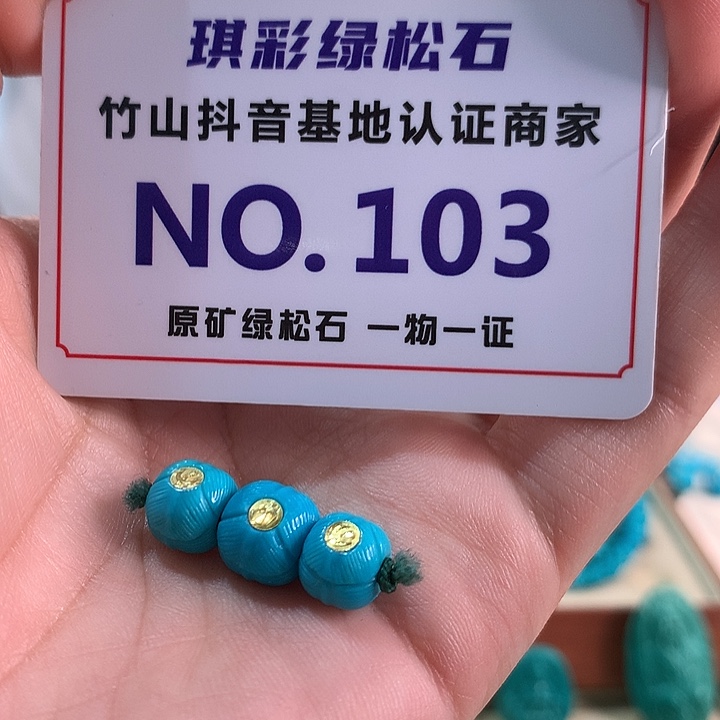 琪彩绿松石
竹山抖音基地认证商家
NO.103
原矿绿松石 一物一证